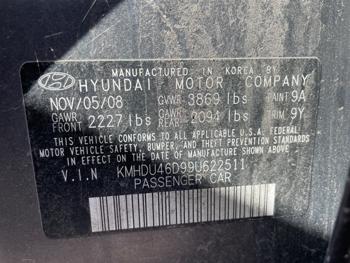 MANUFACTURED IN KOREA BY
HYUNDAI MOTOR COMPANY
NOV/05/08 GVWR 3869 lbs PAINT 9A
GAWR FRONT 2227 lbs GAWR REAR 2094 lbs TRIM 9Y
THIS VEHICLE CONFORMS TO ALL APPLICABLE U.S.A. FEDERAL
MOTOR VEHICLE SAFETY, BUMPER, AND THEFT PREVENTION
STANDARDS IN EFFECT ON THE DATE OF MANUFACTURE SHOWN ABOVE.
V.I.N KMHDU46D99U622511
PASSENGER CAR